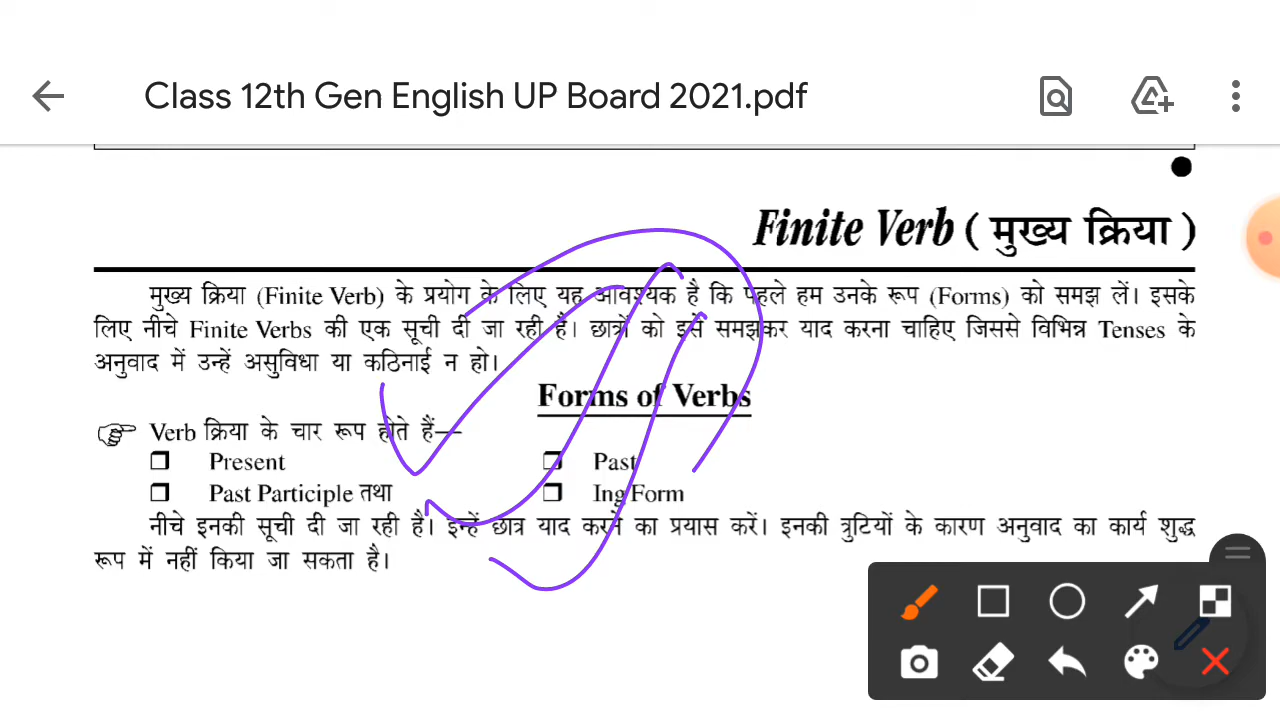 Class 12th Gen English UP Board 2021.pdf
Finite Verb ( मुख्य क्रिया )
मुख्य क्रिया (Finite Verb) के प्रयोग के लिए यह आवश्यक है कि पहले हम उनके रूप (Forms) को समझ लें। इसके
लिए नीचे Finite Verbs की एक सूची दी जा रही है। छात्रों को इसे समझकर याद करना चाहिए जिससे विभिन्न Tenses के
अनुवाद में उन्हें असुविधा या कठिनाई न हो।
Forms of Verbs
Verb क्रिया के चार रूप होते हैं—
Present Past
Past Participle तथा Ing Form
नीचे इनकी सूची दी जा रही है। इन्हें छात्र याद करने का प्रयास करें। इनकी त्रुटियों के कारण अनुवाद का कार्य शुद्ध
रूप में नहीं किया जा सकता है।